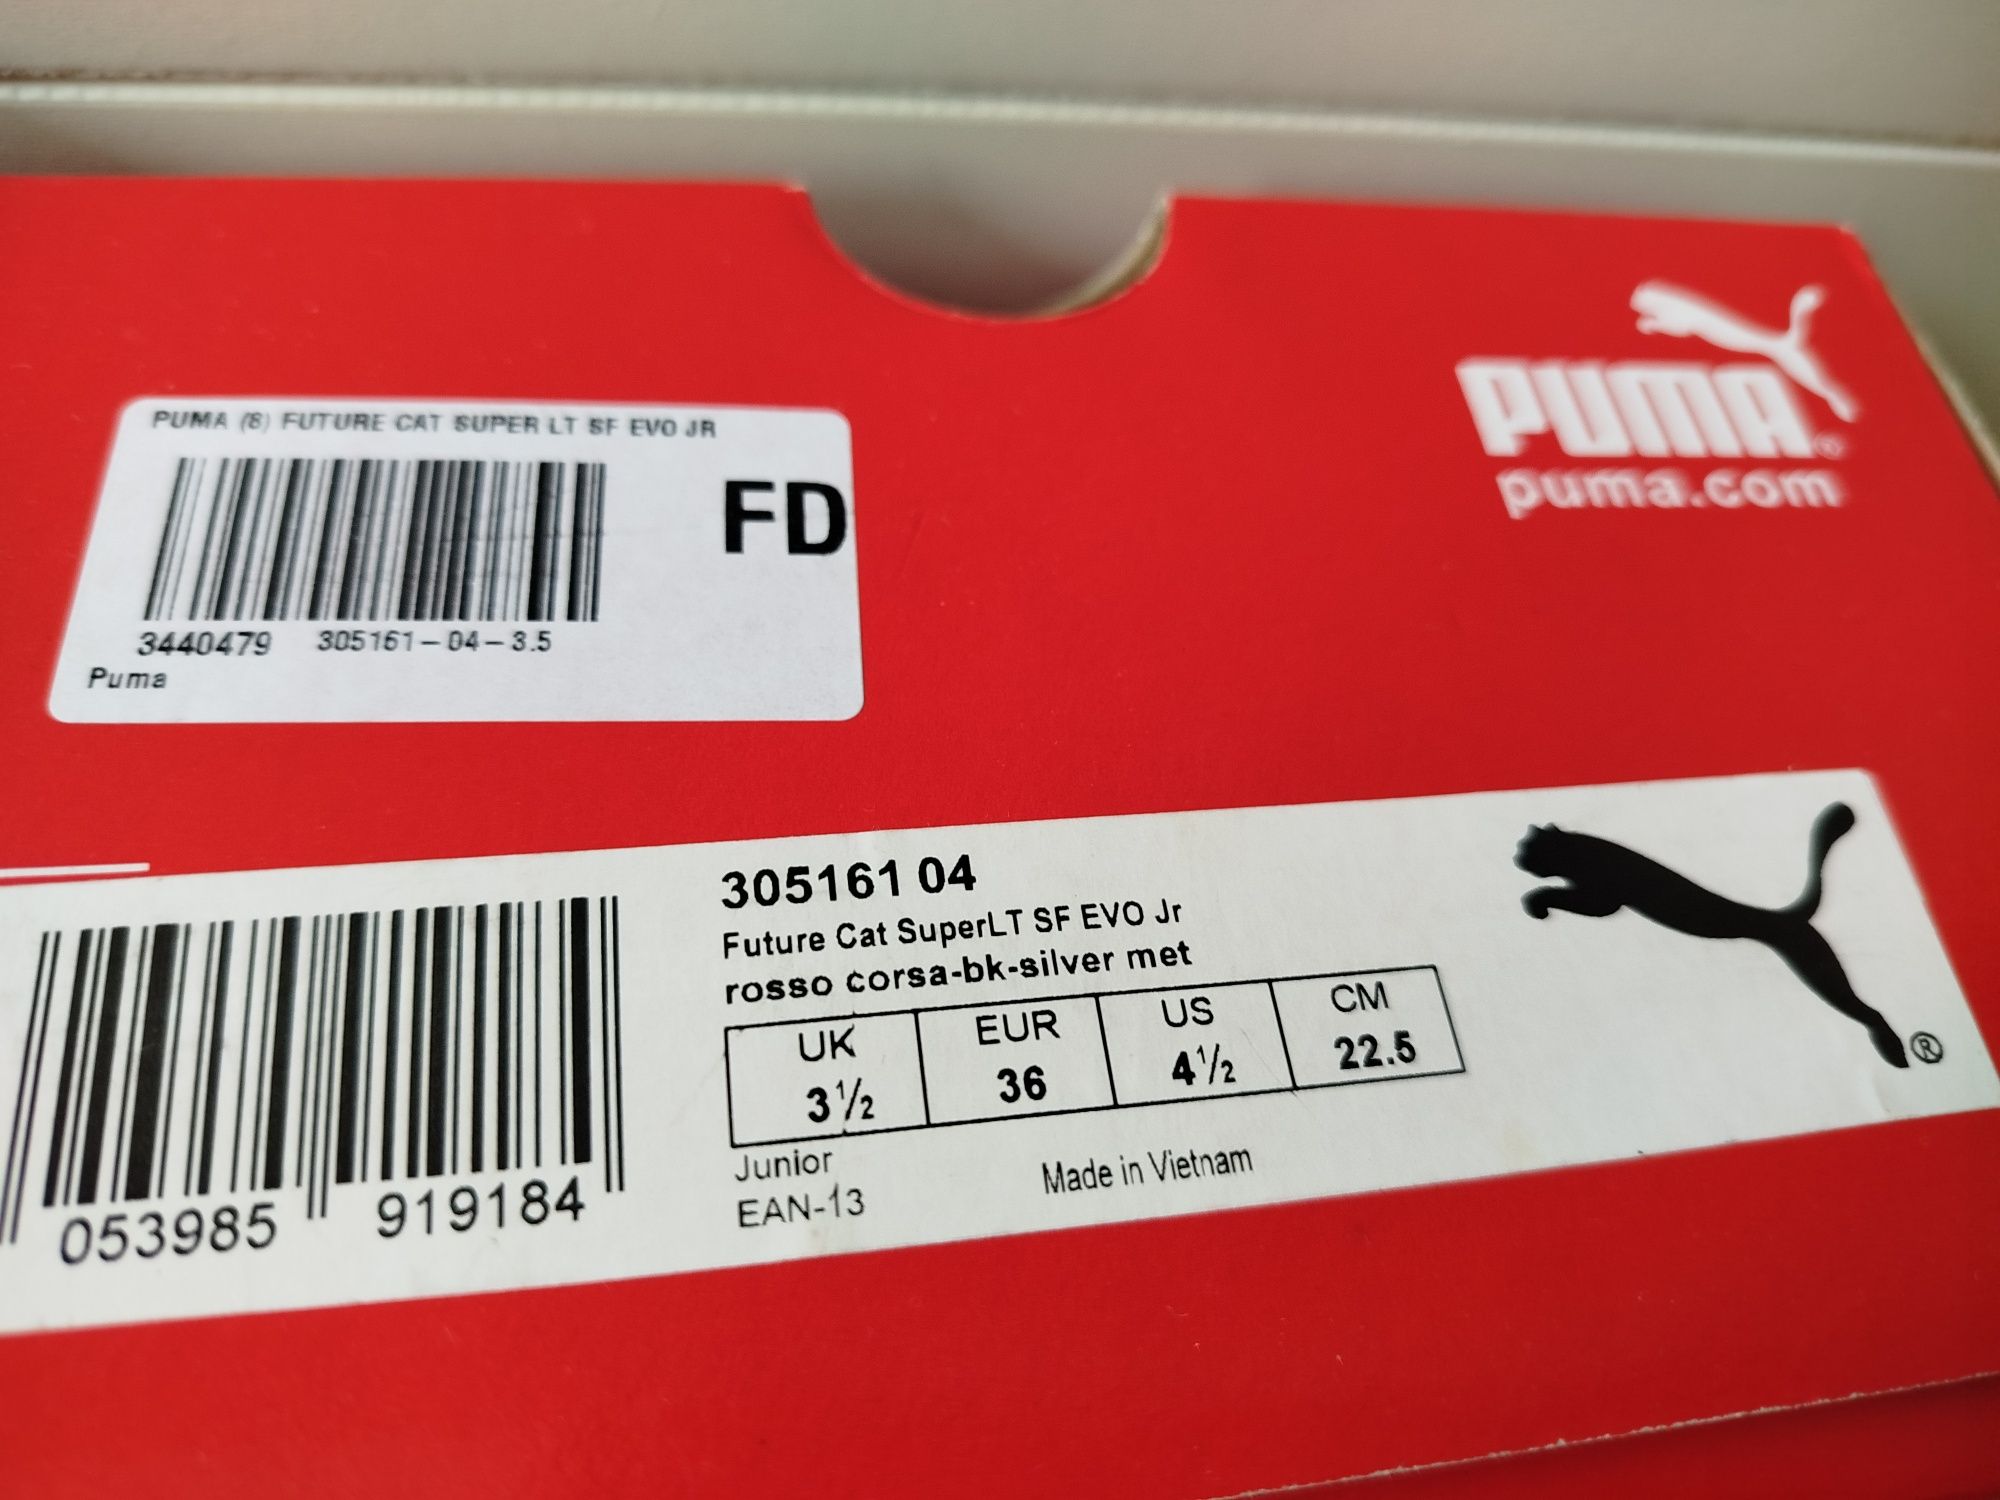 PUMA
puma.com
PUMA (8) FUTURE CAT SUPER LT SF EVO JR
FD
3440479 305161-04-3.5
Puma
305161 04
Future Cat SuperLT SF EVO Jr
rosso corsa-bk-silver met
UK EUR US CM
3½ 36 4½ 22.5
Junior
EAN-13
Made in Vietnam
053985 919184
®